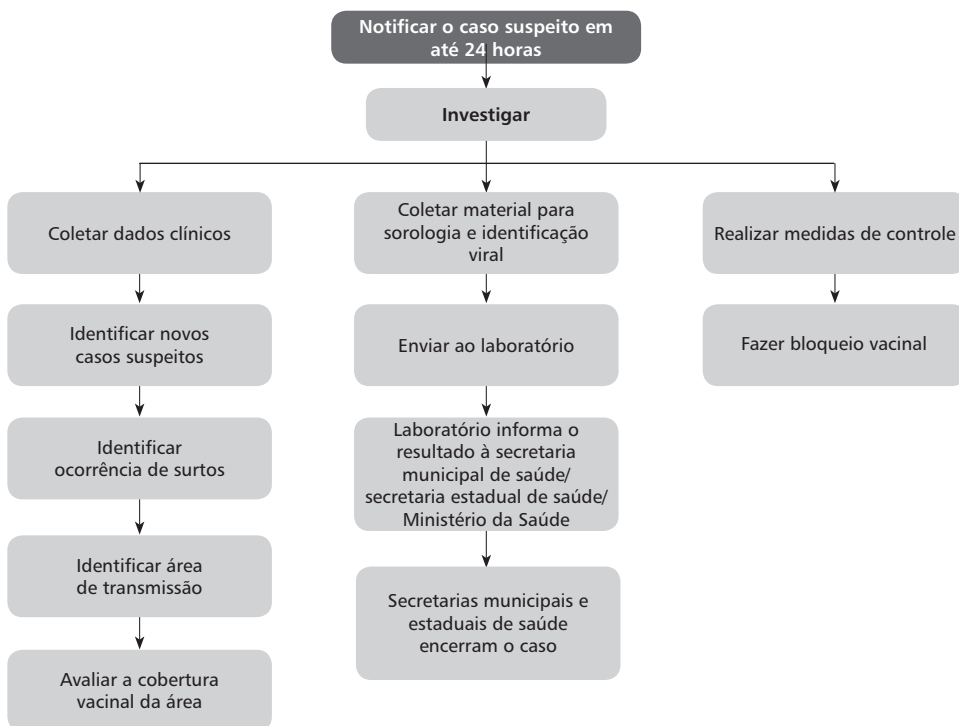 Notificar o caso suspeito em
até 24 horas
Investigar
Coletar dados clínicos
Identificar novos
casos suspeitos
Identificar
ocorrência de surtos
Identificar área
de transmissão
Avaliar a cobertura
vacinal da área
Coletar material para
sorologia e identificação
viral
Enviar ao laboratório
Laboratório informa o
resultado à secretaria
municipal de saúde/
secretaria estadual de saúde/
Ministério da Saúde
Secretarias municipais e
estaduais de saúde
encerram o caso
Realizar medidas de controle
Fazer bloqueio vacinal